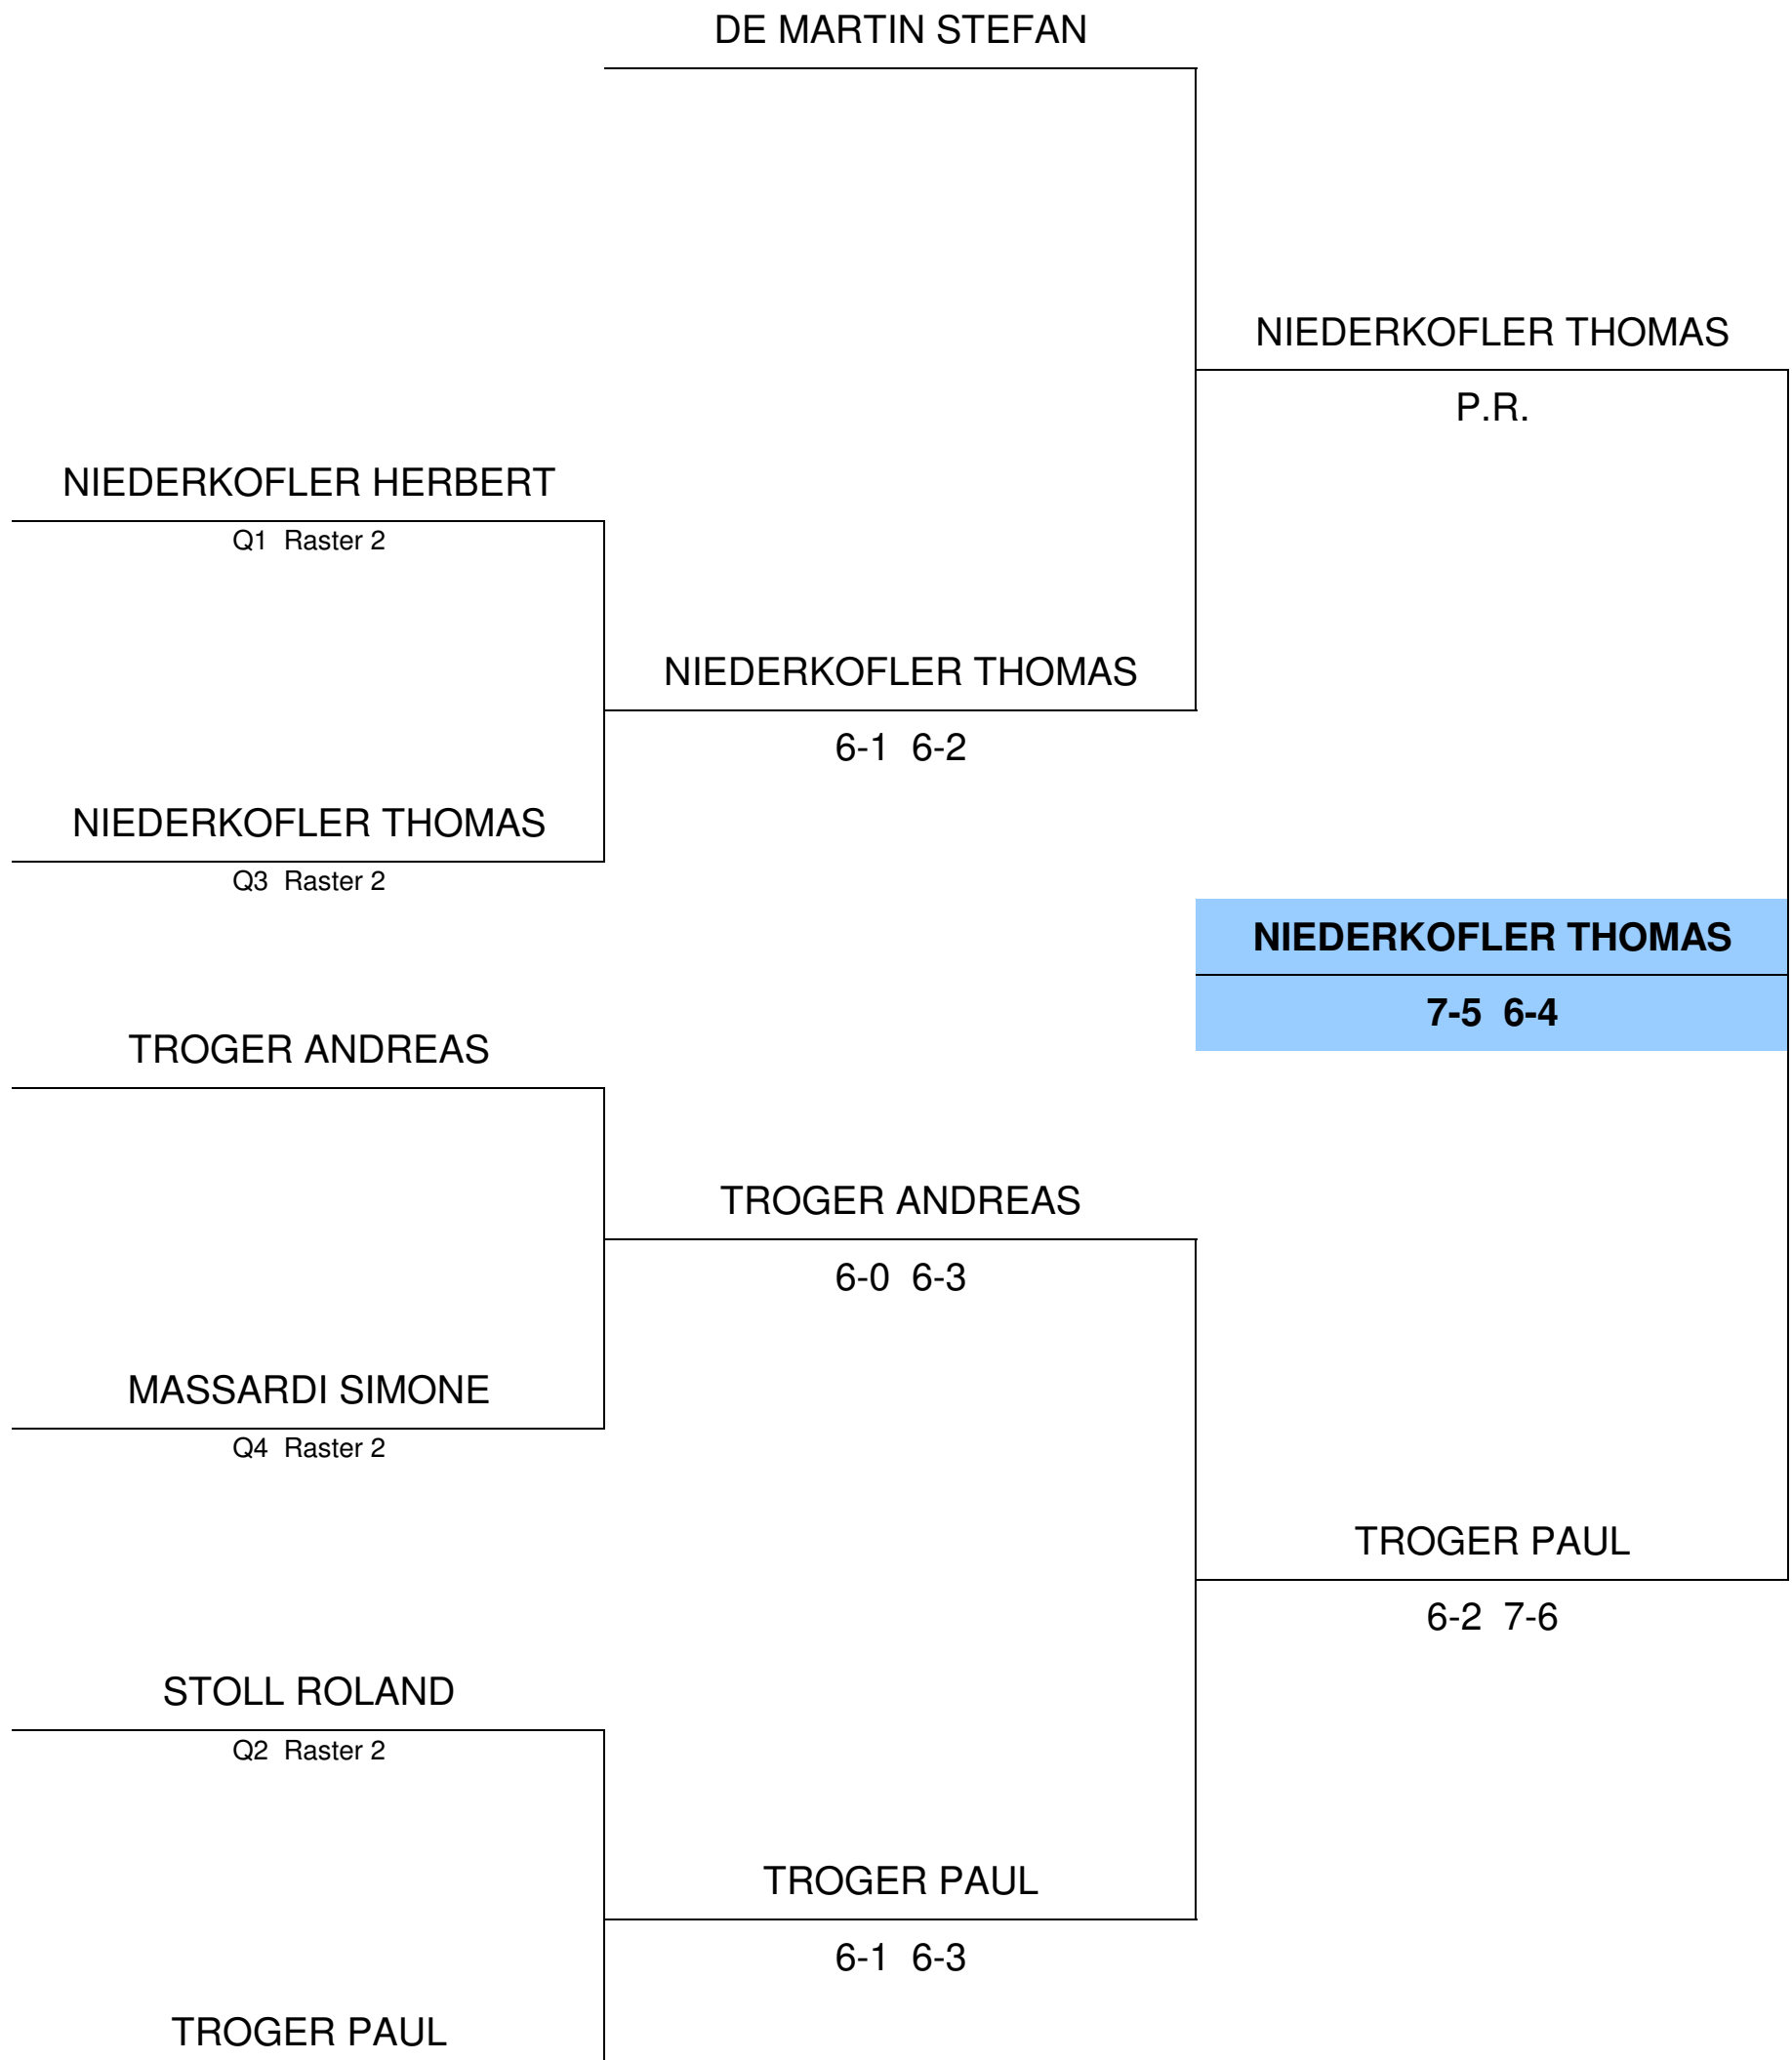 DE MARTIN STEFAN
NIEDERKOFLER THOMAS
P.R.
NIEDERKOFLER HERBERT
Q1 Raster 2
NIEDERKOFLER THOMAS
6-1 6-2
NIEDERKOFLER THOMAS
Q3 Raster 2
NIEDERKOFLER THOMAS
7-5 6-4
TROGER ANDREAS
TROGER ANDREAS
6-0 6-3
MASSARDI SIMONE
Q4 Raster 2
TROGER PAUL
6-2 7-6
STOLL ROLAND
Q2 Raster 2
TROGER PAUL
6-1 6-3
TROGER PAUL